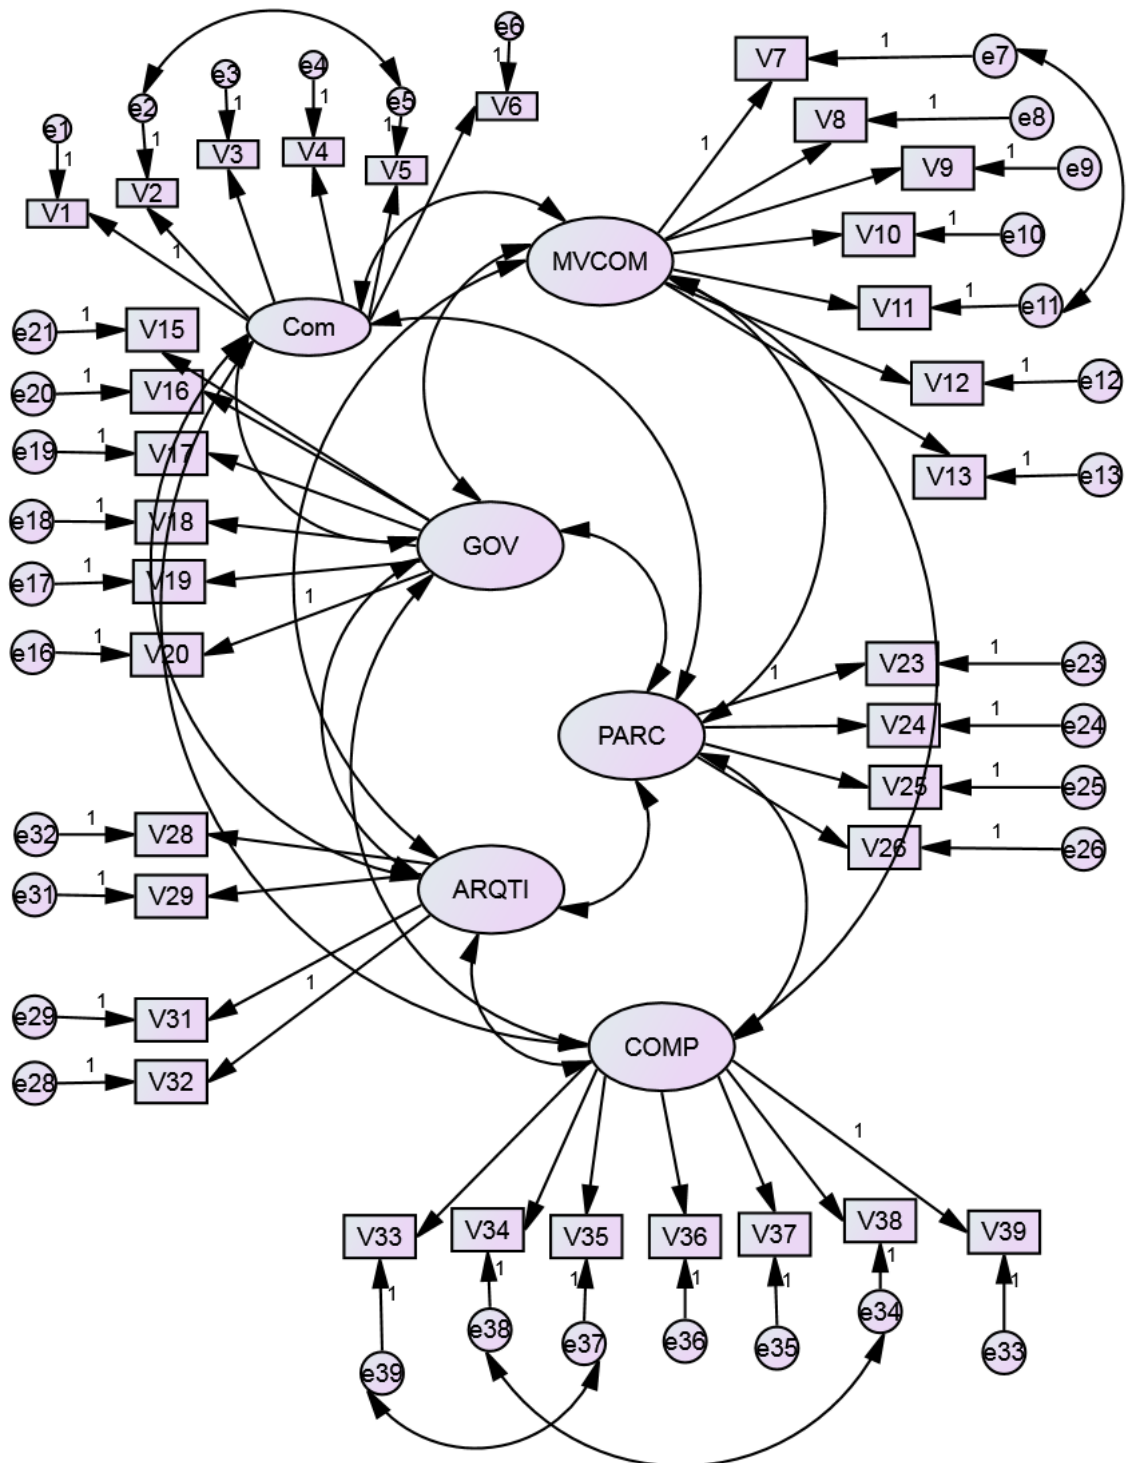 e6
1
V6
e4
1
V4
e3
1
V3
e2
1
V2
e5
1
V5
e1
1
V1
1
Com
MVCOM
1
V7
1
e7
V8
1
e8
V9
1
e9
V10
1
e10
V11
1
e11
V12
1
e12
V13
1
e13
e21
1
V15
e20
1
V16
e19
1
V17
e18
1
V18
e17
1
V19
e16
1
V20
1
GOV
PARC
1
V23
1
e23
V24
1
e24
V25
1
e25
V26
1
e26
e32
1
V28
e31
1
V29
ARQTI
1
e29
1
V31
e28
1
V32
COMP
1
V33
V34
V35
V36
V37
V38
V39
1
1
1
1
1
1
1
e39
e38
e37
e36
e35
e34
e33